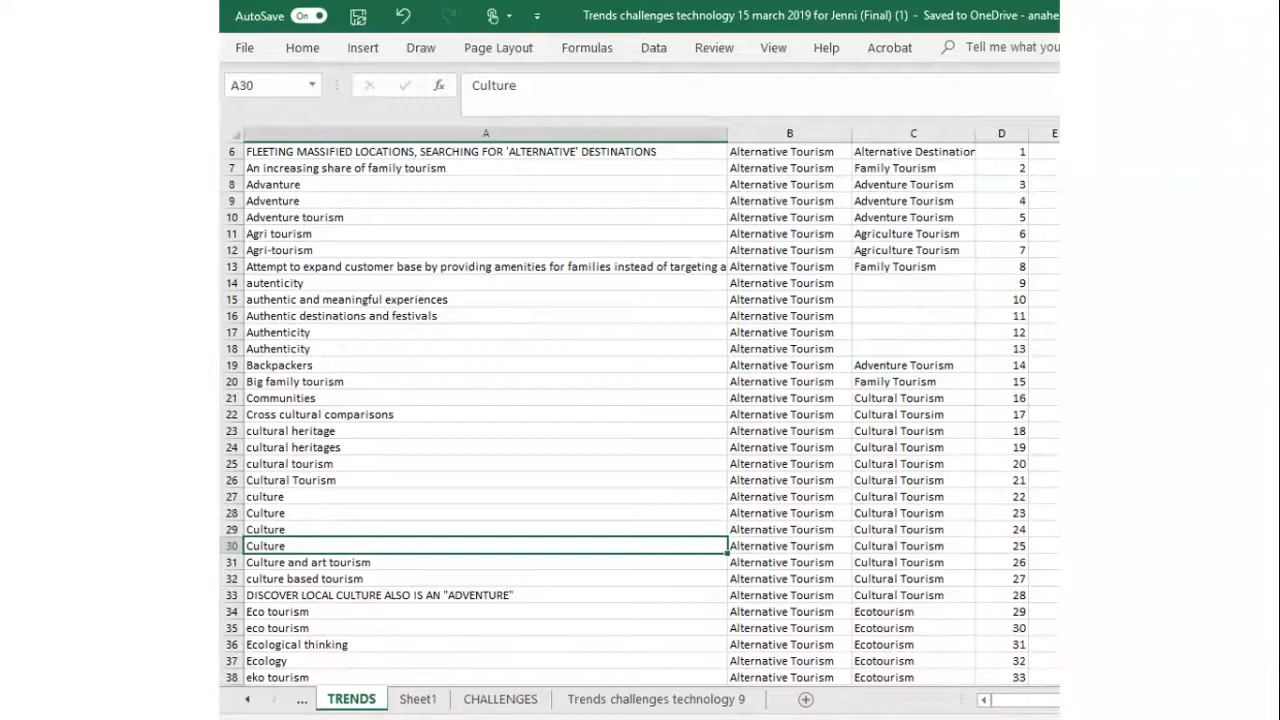 AutoSave On Trends challenges technology 15 march 2019 for Jenni (Final) (1) - Saved to OneDrive - anahe
File Home Insert Draw Page Layout Formulas Data Review View Help Acrobat Tell me what you
A30 fx Culture
A B C D E
6 FLEETING MASSIFIED LOCATIONS, SEARCHING FOR 'ALTERNATIVE' DESTINATIONS Alternative Tourism Alternative Destination 1
7 An increasing share of family tourism Alternative Tourism Family Tourism 2
8 Advanture Alternative Tourism Adventure Tourism 3
9 Adventure Alternative Tourism Adventure Tourism 4
10 Adventure tourism Alternative Tourism Adventure Tourism 5
11 Agri tourism Alternative Tourism Agriculture Tourism 6
12 Agri-tourism Alternative Tourism Agriculture Tourism 7
13 Attempt to expand customer base by providing amenities for families instead of targeting a Alternative Tourism Family Tourism 8
14 autenticity Alternative Tourism 9
15 authentic and meaningful experiences Alternative Tourism 10
16 Authentic destinations and festivals Alternative Tourism 11
17 Authenticity Alternative Tourism 12
18 Authenticity Alternative Tourism 13
19 Backpackers Alternative Tourism Adventure Tourism 14
20 Big family tourism Alternative Tourism Family Tourism 15
21 Communities Alternative Tourism Cultural Tourism 16
22 Cross cultural comparisons Alternative Tourism Cultural Toursim 17
23 cultural heritage Alternative Tourism Cultural Tourism 18
24 cultural heritages Alternative Tourism Cultural Tourism 19
25 cultural tourism Alternative Tourism Cultural Tourism 20
26 Cultural Tourism Alternative Tourism Cultural Tourism 21
27 culture Alternative Tourism Cultural Tourism 22
28 Culture Alternative Tourism Cultural Tourism 23
29 Culture Alternative Tourism Cultural Tourism 24
30 Culture Alternative Tourism Cultural Tourism 25
31 Culture and art tourism Alternative Tourism Cultural Tourism 26
32 culture based tourism Alternative Tourism Cultural Tourism 27
33 DISCOVER LOCAL CULTURE ALSO IS AN "ADVENTURE" Alternative Tourism Cultural Tourism 28
34 Eco tourism Alternative Tourism Ecotourism 29
35 eco tourism Alternative Tourism Ecotourism 30
36 Ecological thinking Alternative Tourism Ecotourism 31
37 Ecology Alternative Tourism Ecotourism 32
38 eko tourism Alternative Tourism Ecotourism 33
... TRENDS Sheet1 CHALLENGES Trends challenges technology 9